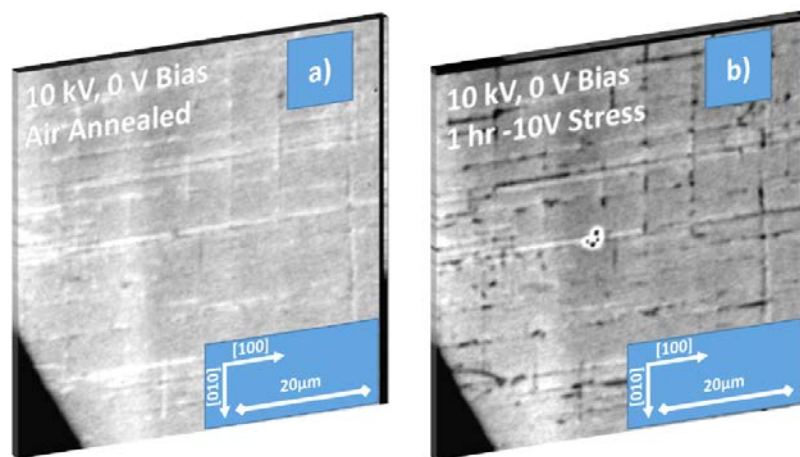 10 kV, 0 V Bias
Air Annealed
a)
[100]
[010]
20µm
10 kV, 0 V Bias
1 hr -10V Stress
b)
[100]
[010]
20µm